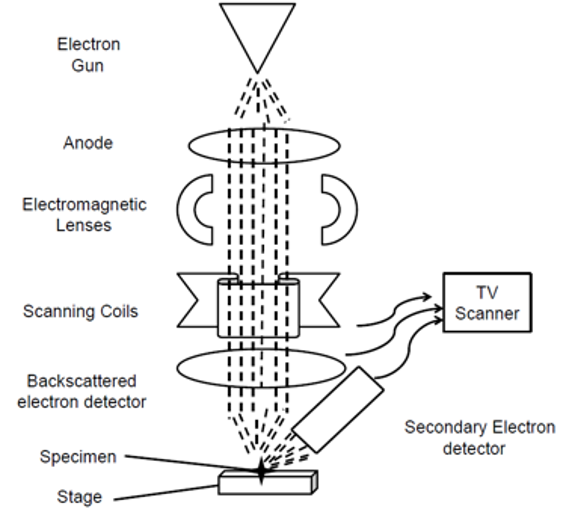 Electron
Gun
Anode
Electromagnetic
Lenses
Scanning Coils
TV
Scanner
Backscattered
electron detector
Secondary Electron
detector
Specimen
Stage